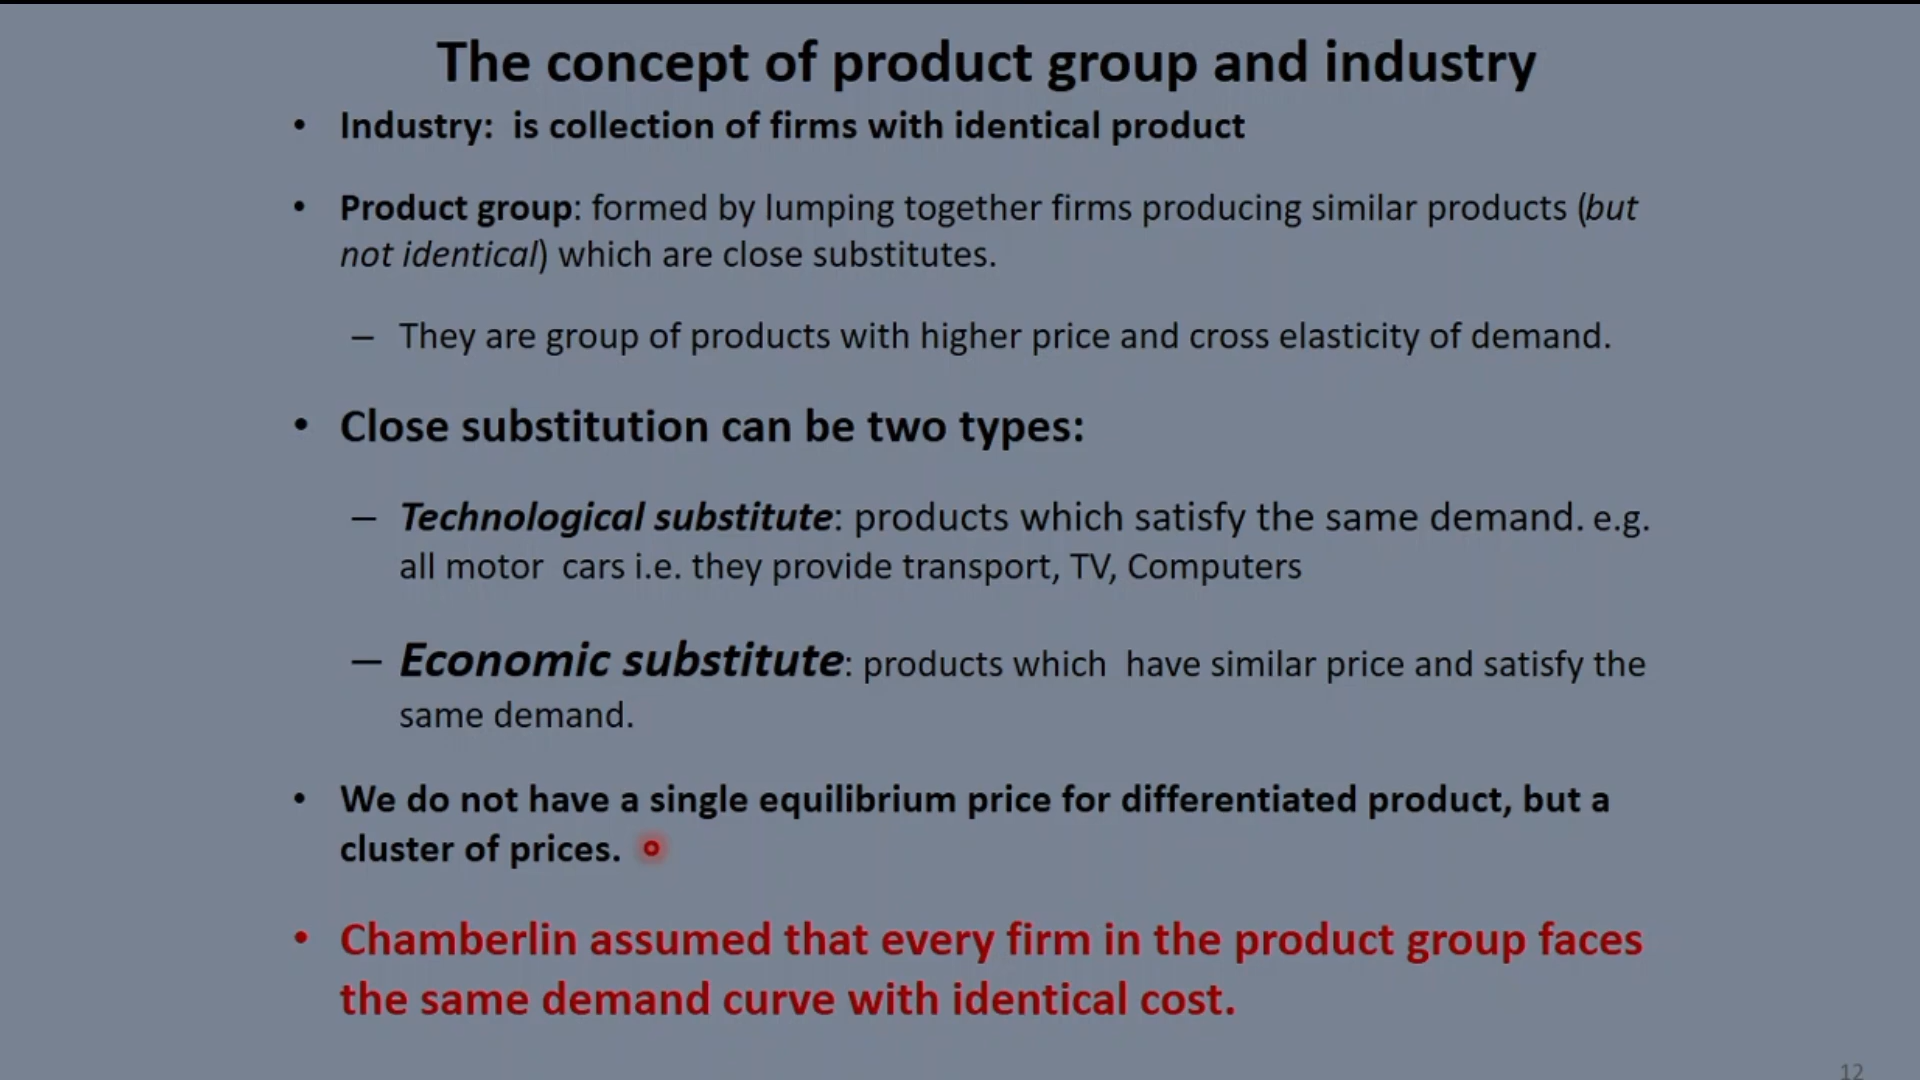 The concept of product group and industry
• Industry:  is collection of firms with identical product
• Product group: formed by lumping together firms producing similar products (but
not identical) which are close substitutes.
– They are group of products with higher price and cross elasticity of demand.
• Close substitution can be two types:
– Technological substitute: products which satisfy the same demand. e.g.
all motor  cars i.e. they provide transport, TV, Computers
– Economic substitute: products which  have similar price and satisfy the
same demand.
• We do not have a single equilibrium price for differentiated product, but a
cluster of prices.
• Chamberlin assumed that every firm in the product group faces
the same demand curve with identical cost.
12